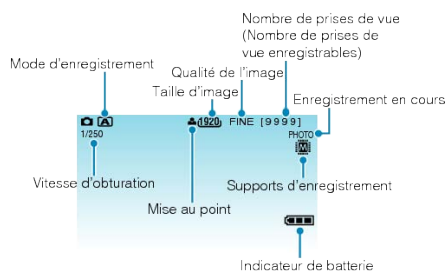 Nombre de prises de vue
(Nombre de prises de
vue enregistrables)
Mode d'enregistrement
Qualité de l'image
Taille d'image
Enregistrement en cours
A 1920 FINE [9999]
1/250
PHOTO
M
Vitesse d'obturation
Supports d'enregistrement
Mise au point
Indicateur de batterie